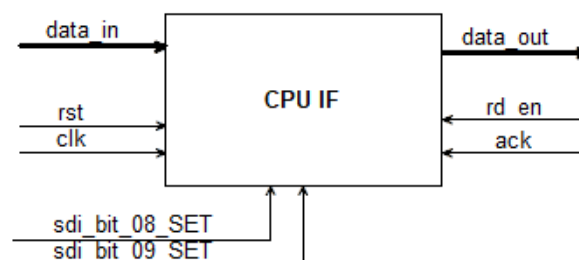 data_in
data_out
CPU IF
rst
rd_en
clk
ack
sdi_bit_08_SET
sdi_bit_09_SET